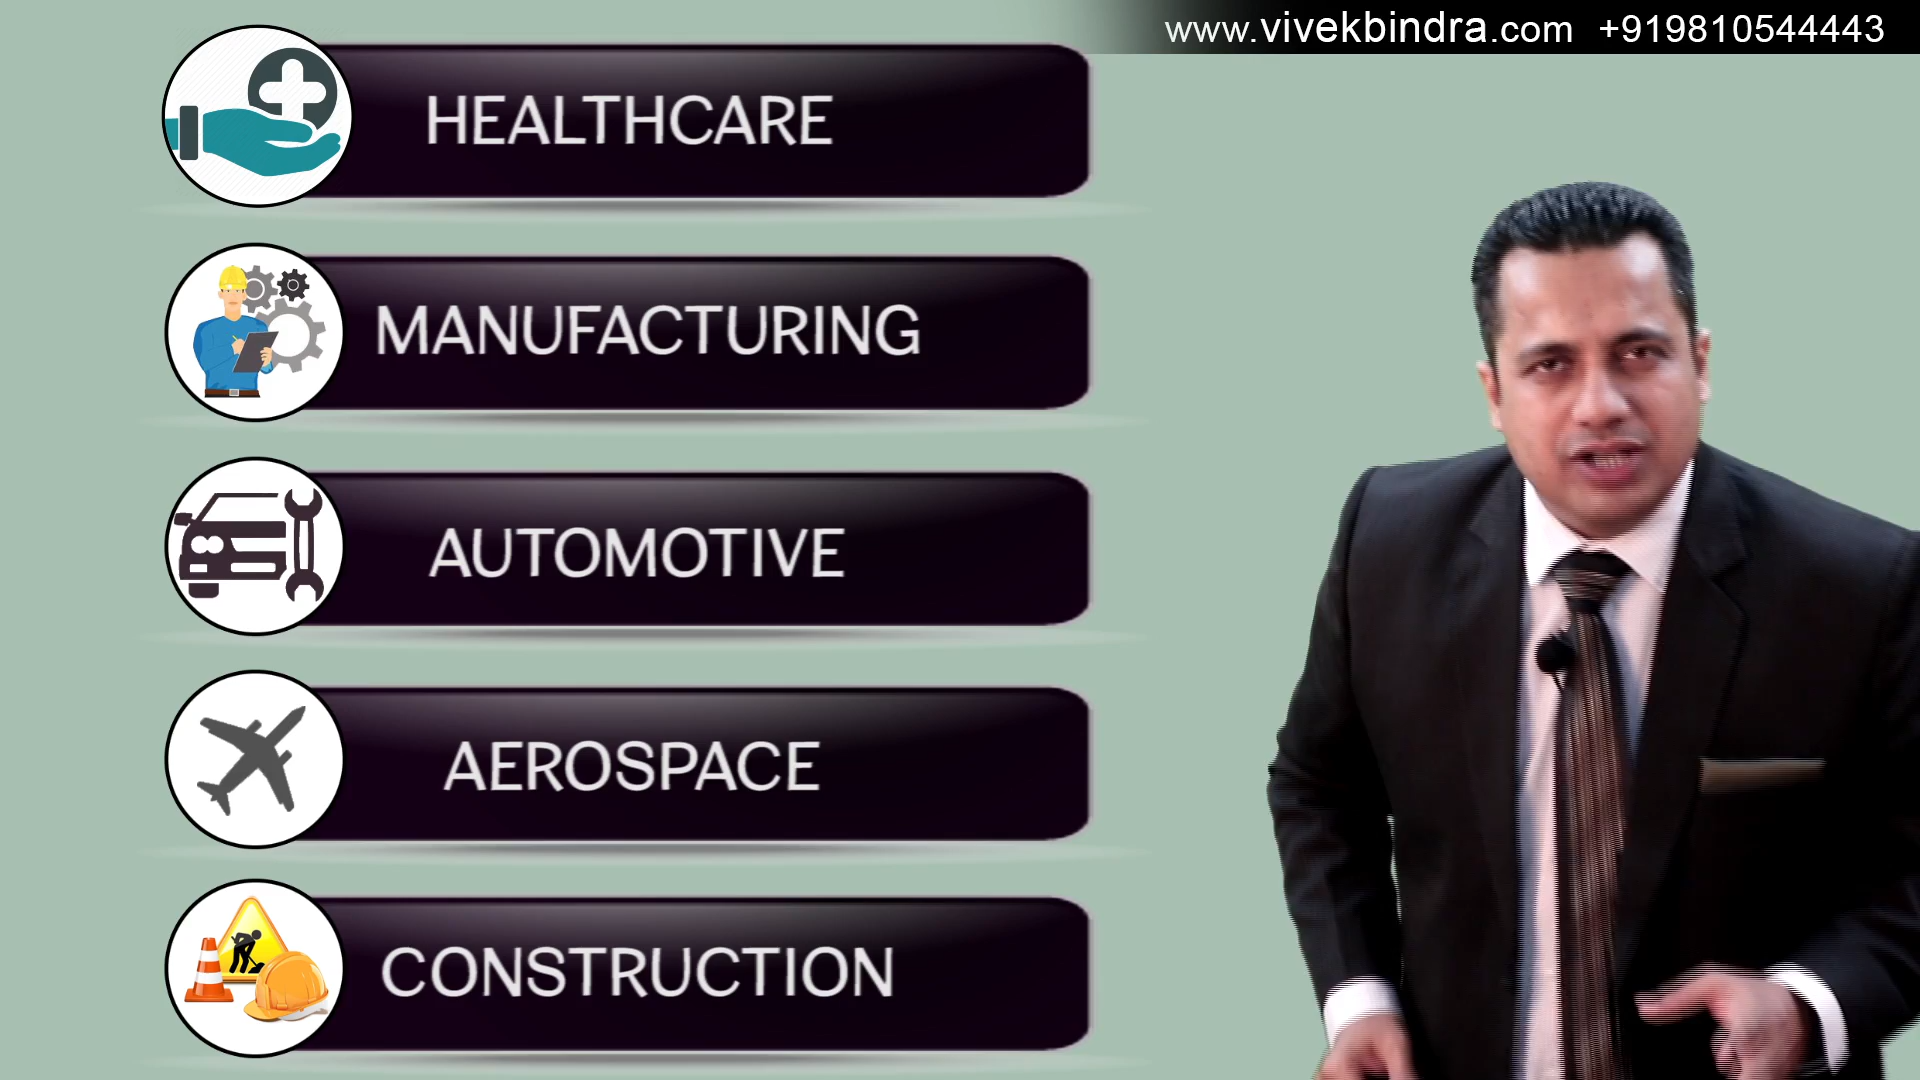 www.vivekbindra.com +919810544443
HEALTHCARE
MANUFACTURING
AUTOMOTIVE
AEROSPACE
CONSTRUCTION